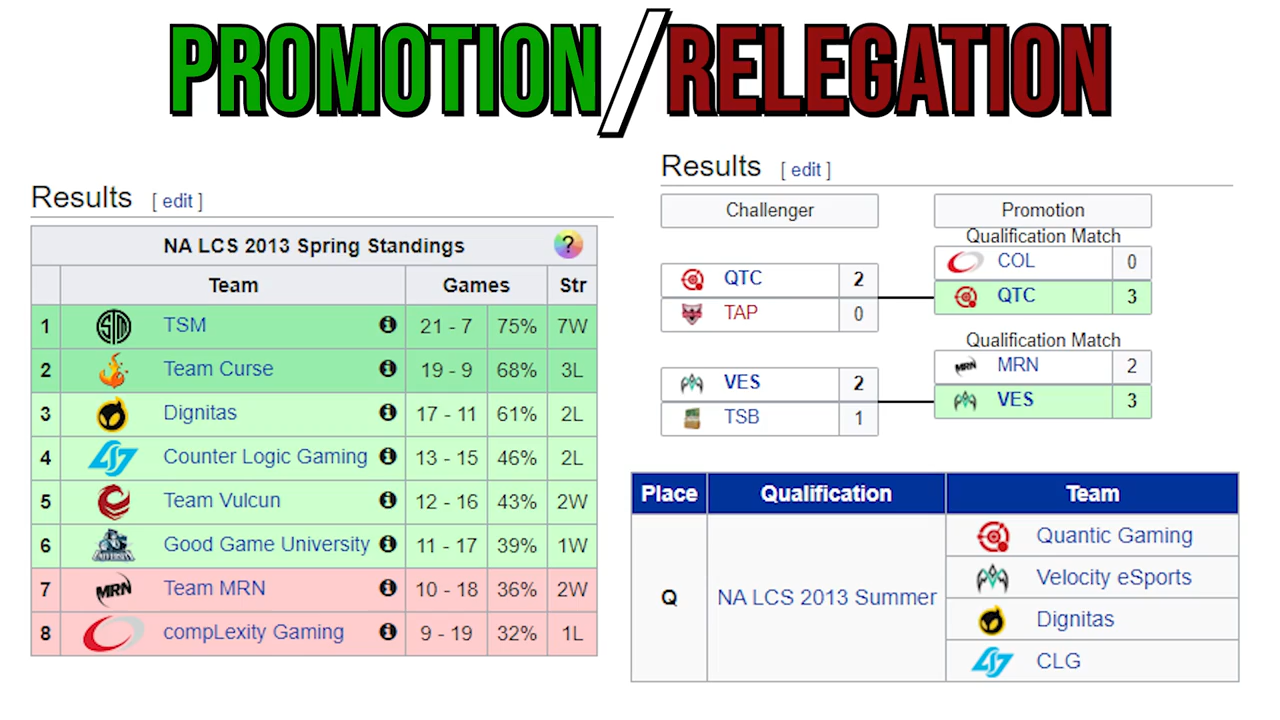 PROMOTION/RELEGATION
Results [ edit ]
NA LCS 2013 Spring Standings ?
Team Games Str
1 TSM 21 - 7 75% 7W
2 Team Curse 19 - 9 68% 3L
3 Dignitas 17 - 11 61% 2L
4 Counter Logic Gaming 13 - 15 46% 2L
5 Team Vulcun 12 - 16 43% 2W
6 Good Game University 11 - 17 39% 1W
7 MRN Team MRN 10 - 18 36% 2W
8 compLexity Gaming 9 - 19 32% 1L
Results [ edit ]
Challenger Promotion
Qualification Match
COL 0
QTC 2
QTC 3
TAP 0
Qualification Match
MRN MRN 2
VES 2
VES 3
TSB 1
Place Qualification Team
Q NA LCS 2013 Summer
Quantic Gaming
Velocity eSports
Dignitas
CLG